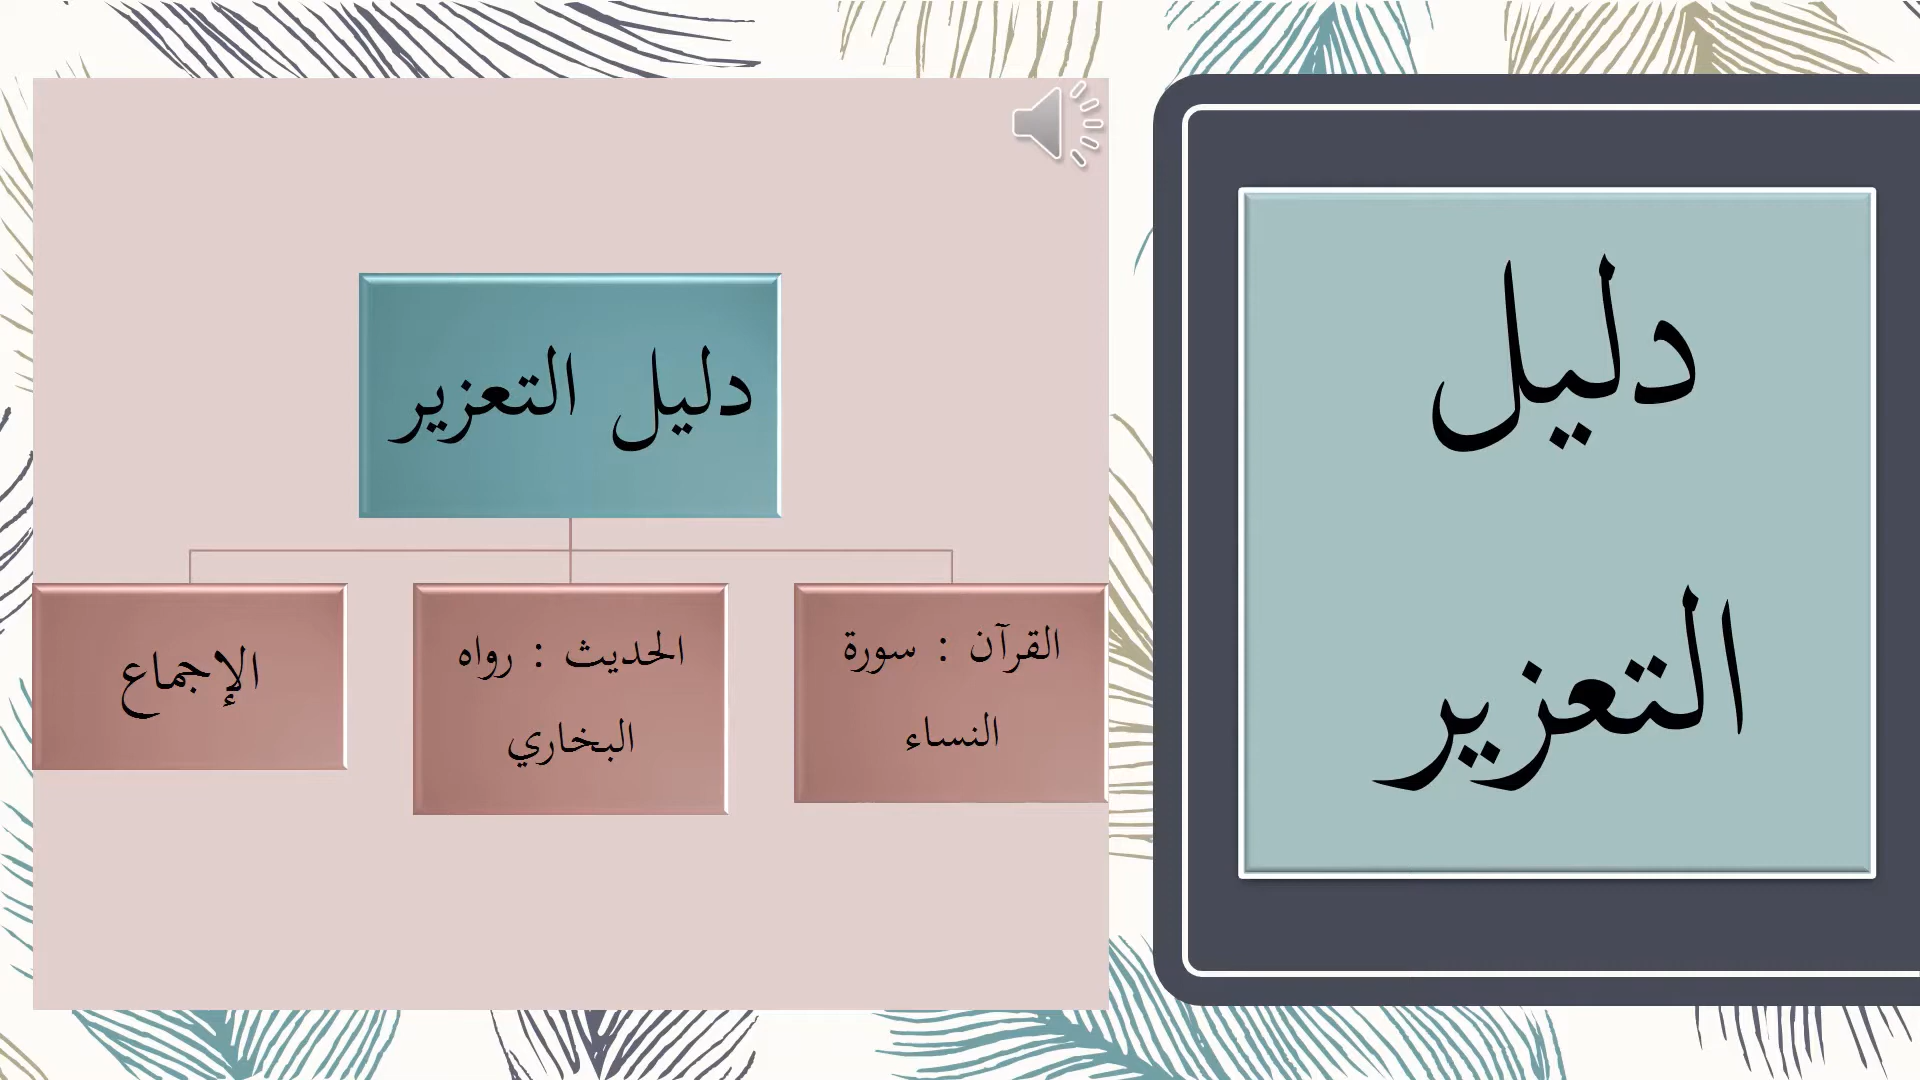 دليل
التعزير
دليل التعزير
القرآن : سورة
النساء
الحديث : رواه
البخاري
الإجماع